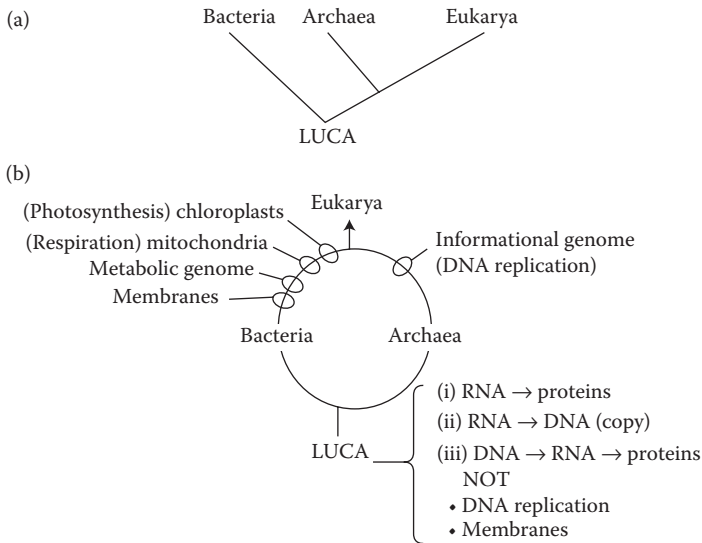 (a)
Bacteria Archaea Eukarya
LUCA
(b)
Eukarya
(Photosynthesis) chloroplasts
(Respiration) mitochondria
Metabolic genome
Membranes
Informational genome
(DNA replication)
Bacteria Archaea
LUCA
(i) RNA → proteins
(ii) RNA → DNA (copy)
(iii) DNA → RNA → proteins
NOT
• DNA replication
• Membranes